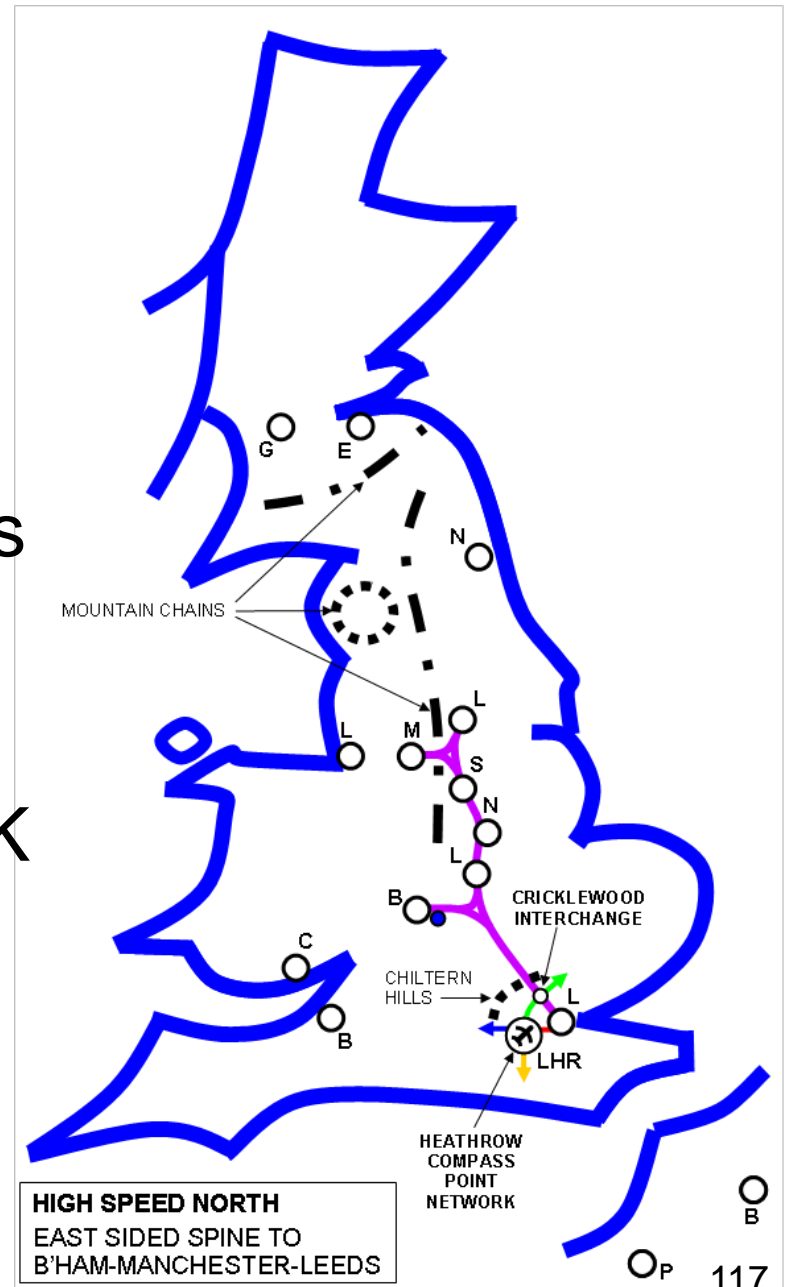 G
E
s
N
MOUNTAIN CHAINS
L
M
L
S
K
N
L
B
CRICKLEWOOD
INTERCHANGE
C
CHILTERN
HILLS
L
B
LHR
HEATHROW
COMPASS
POINT
NETWORK
HIGH SPEED NORTH
EAST SIDED SPINE TO
B'HAM-MANCHESTER-LEEDS
B
P
117